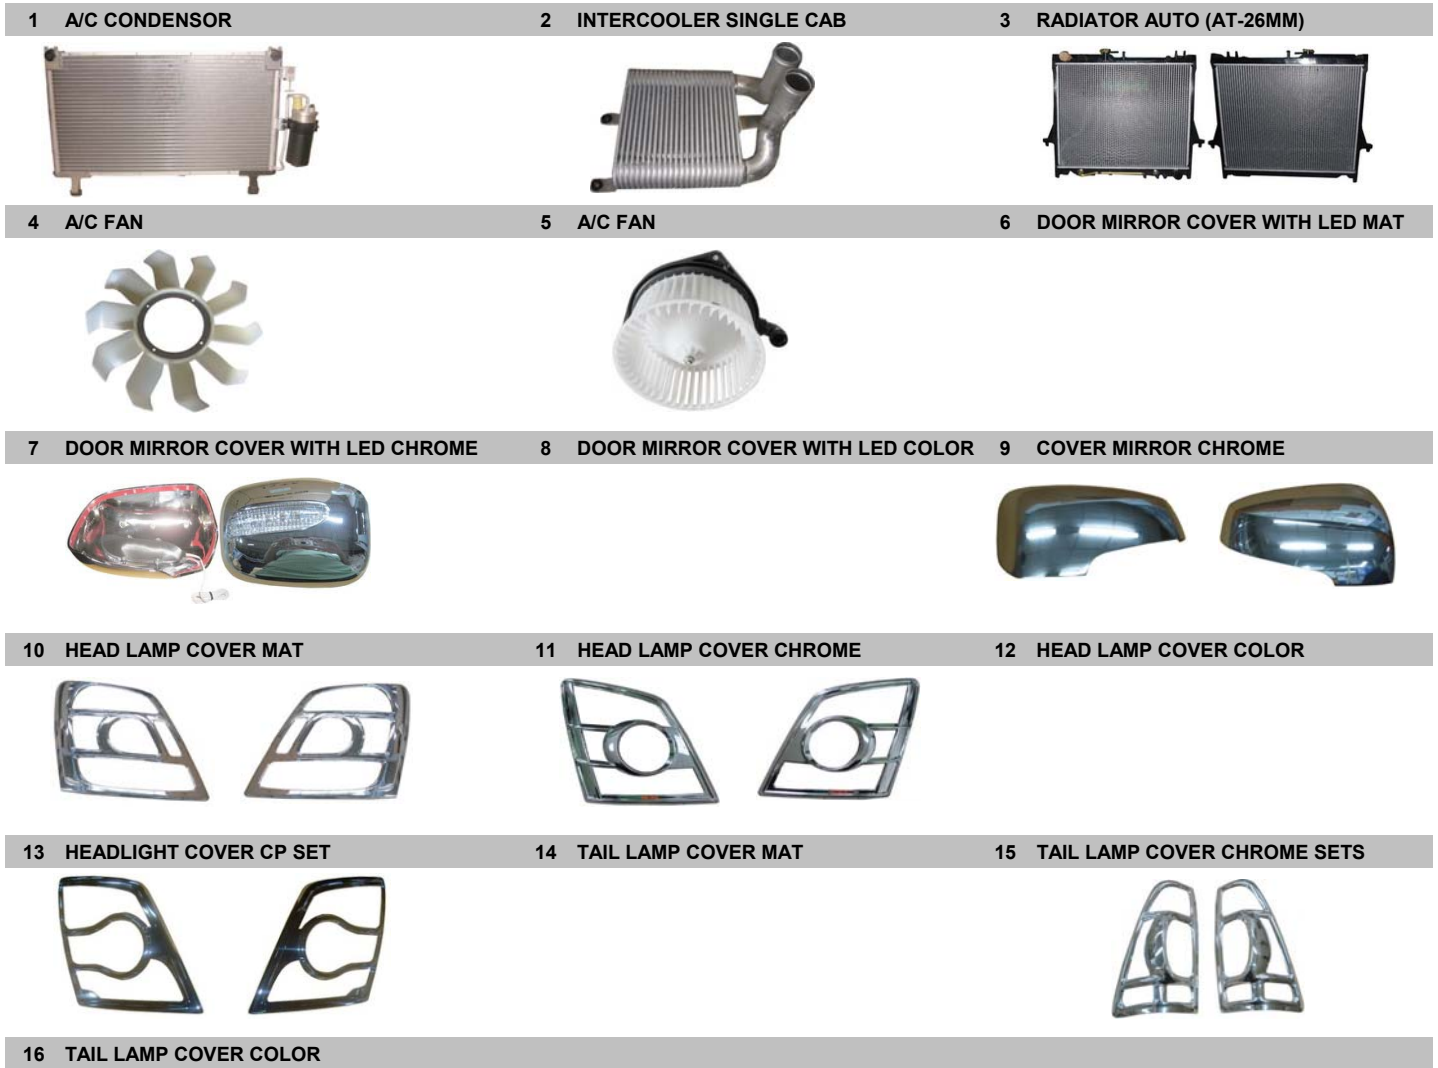 1 A/C CONDENSOR 2 INTERCOOLER SINGLE CAB 3 RADIATOR AUTO (AT-26MM)
4 A/C FAN 5 A/C FAN 6 DOOR MIRROR COVER WITH LED MAT
7 DOOR MIRROR COVER WITH LED CHROME 8 DOOR MIRROR COVER WITH LED COLOR 9 COVER MIRROR CHROME
10 HEAD LAMP COVER MAT 11 HEAD LAMP COVER CHROME 12 HEAD LAMP COVER COLOR
13 HEADLIGHT COVER CP SET 14 TAIL LAMP COVER MAT 15 TAIL LAMP COVER CHROME SETS
16 TAIL LAMP COVER COLOR